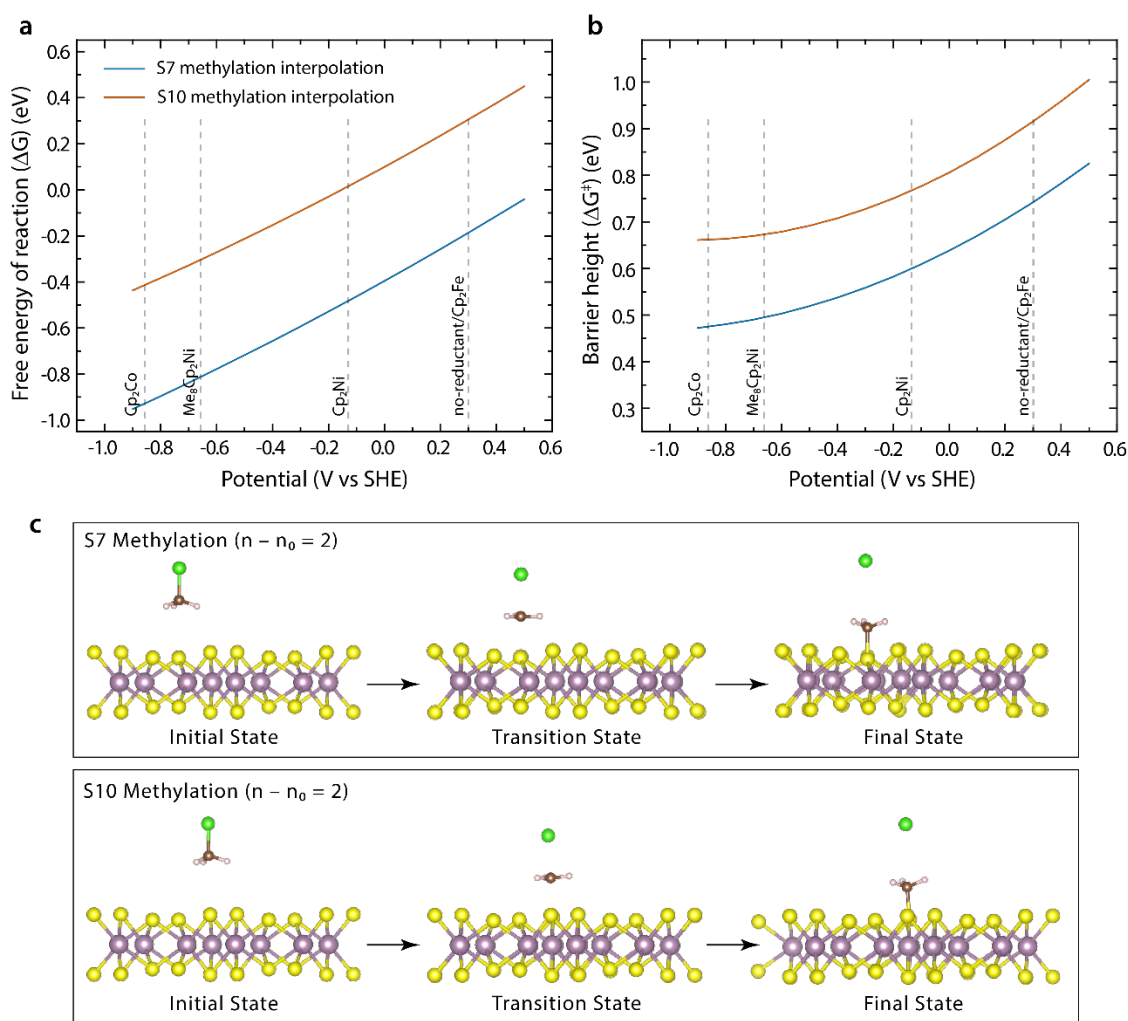 a
Free energy of reaction (ΔG) (eV)
0.6
0.4
0.2
0.0
-0.2
-0.4
-0.6
-0.8
-1.0
S7 methylation interpolation
S10 methylation interpolation
Cp₂Co
Me₈Cp₂Ni
Cp₂Ni
no-reductant/Cp₂Fe
-1.0 -0.8 -0.6 -0.4 -0.2 0.0 0.2 0.4 0.6
Potential (V vs SHE)
b
Barrier height (ΔG‡) (eV)
1.0
0.9
0.8
0.7
0.6
0.5
0.4
0.3
Cp₂Co
Me₈Cp₂Ni
Cp₂Ni
no-reductant/Cp₂Fe
-1.0 -0.8 -0.6 -0.4 -0.2 0.0 0.2 0.4 0.6
Potential (V vs SHE)
c
S7 Methylation (n – n₀ = 2)
Initial State Transition State Final State
S10 Methylation (n – n₀ = 2)
Initial State Transition State Final State